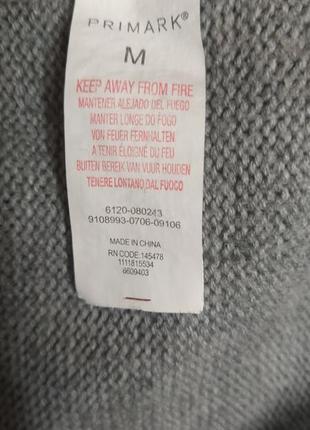 PRIMARK®
M
KEEP AWAY FROM FIRE
MANTENER ALEJADO DEL FUEGO
MANTER LONGE DO FOGO
VON FEUER FERNHALTEN
A TENIR ÉLOIGNÉ DU FEU
BUITEN BEREIK VAN VUUR HOUDEN
TENERE LONTANO DAL FUOCO
6120-080243
9108993-0706-09106
MADE IN CHINA
RN CODE:145478
1111815534
6609403